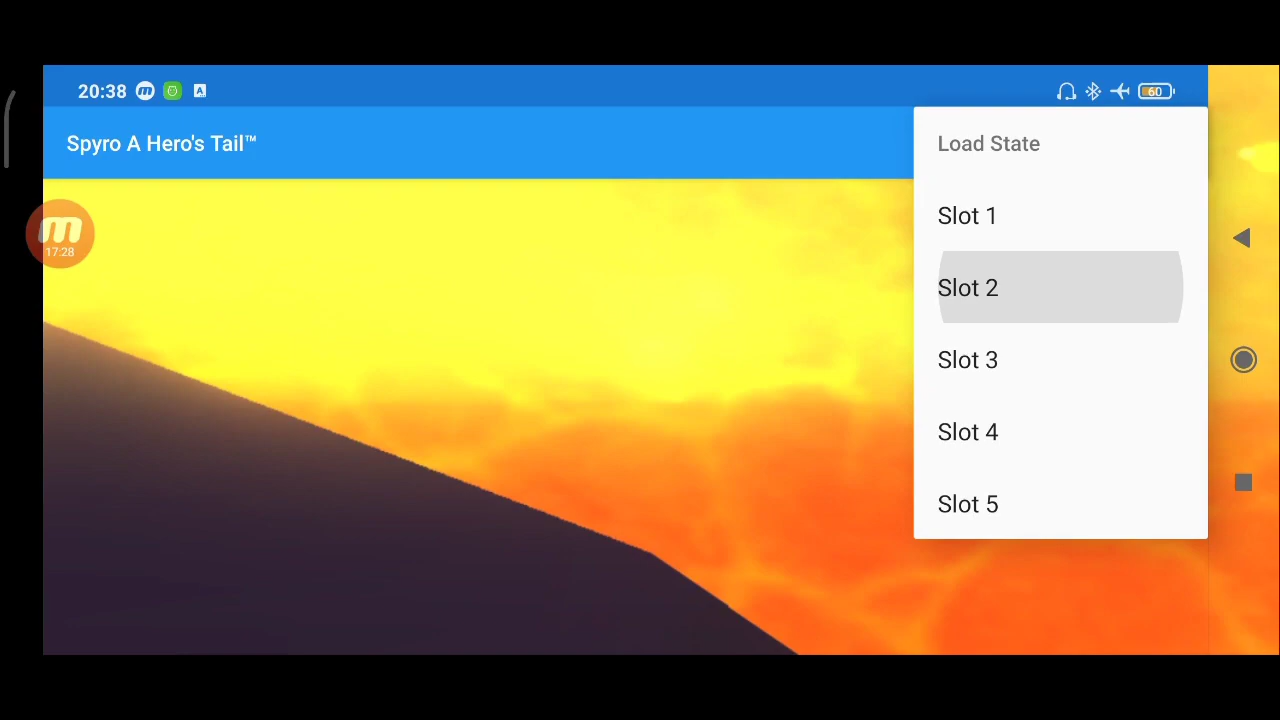 20:38
60
Spyro A Hero's Tail™
Load State
m
17:28
Slot 1
Slot 2
Slot 3
Slot 4
Slot 5